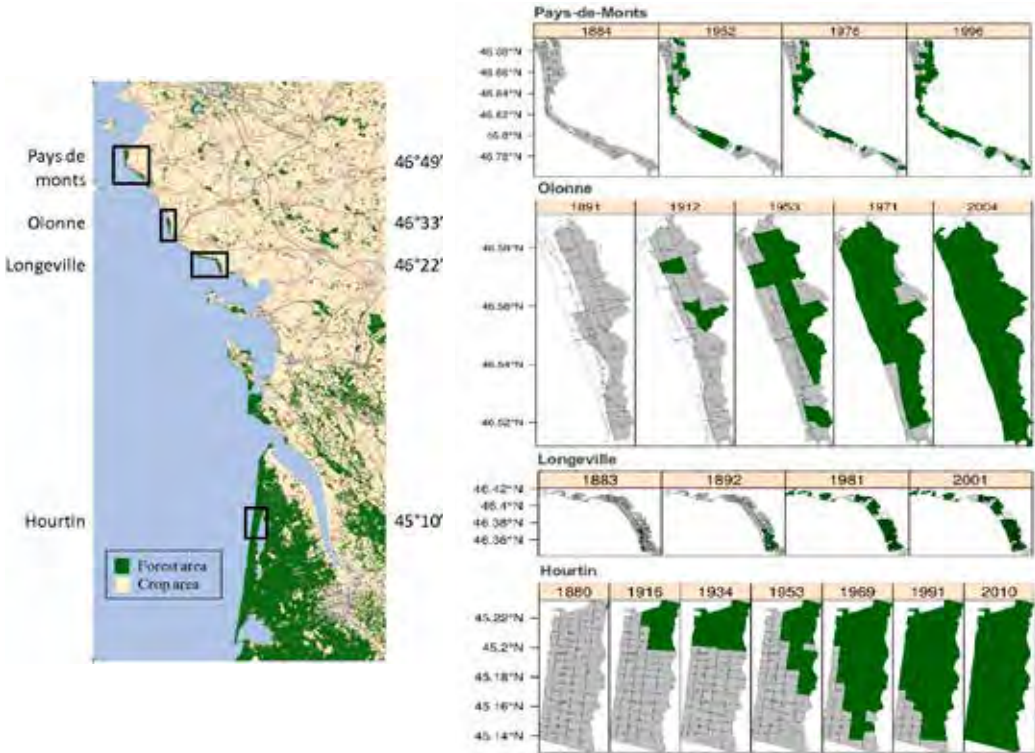 Pays de
monts
46°49'
Olonne
46°33'
Longeville
46°22'
Hourtin
45°10'
Forest area
Crop area
Pays-de-Monts
1884 1952 1976 1996
46.88°N
46.86°N
46.84°N
46.82°N
46.8°N
46.78°N
Olonne
1891 1912 1953 1971 2004
46.58°N
46.56°N
46.54°N
46.52°N
Longeville
1883 1892 1981 2001
46.42°N
46.4°N
46.38°N
46.36°N
Hourtin
1880 1916 1934 1953 1969 1991 2010
45.22°N
45.2°N
45.18°N
45.16°N
45.14°N